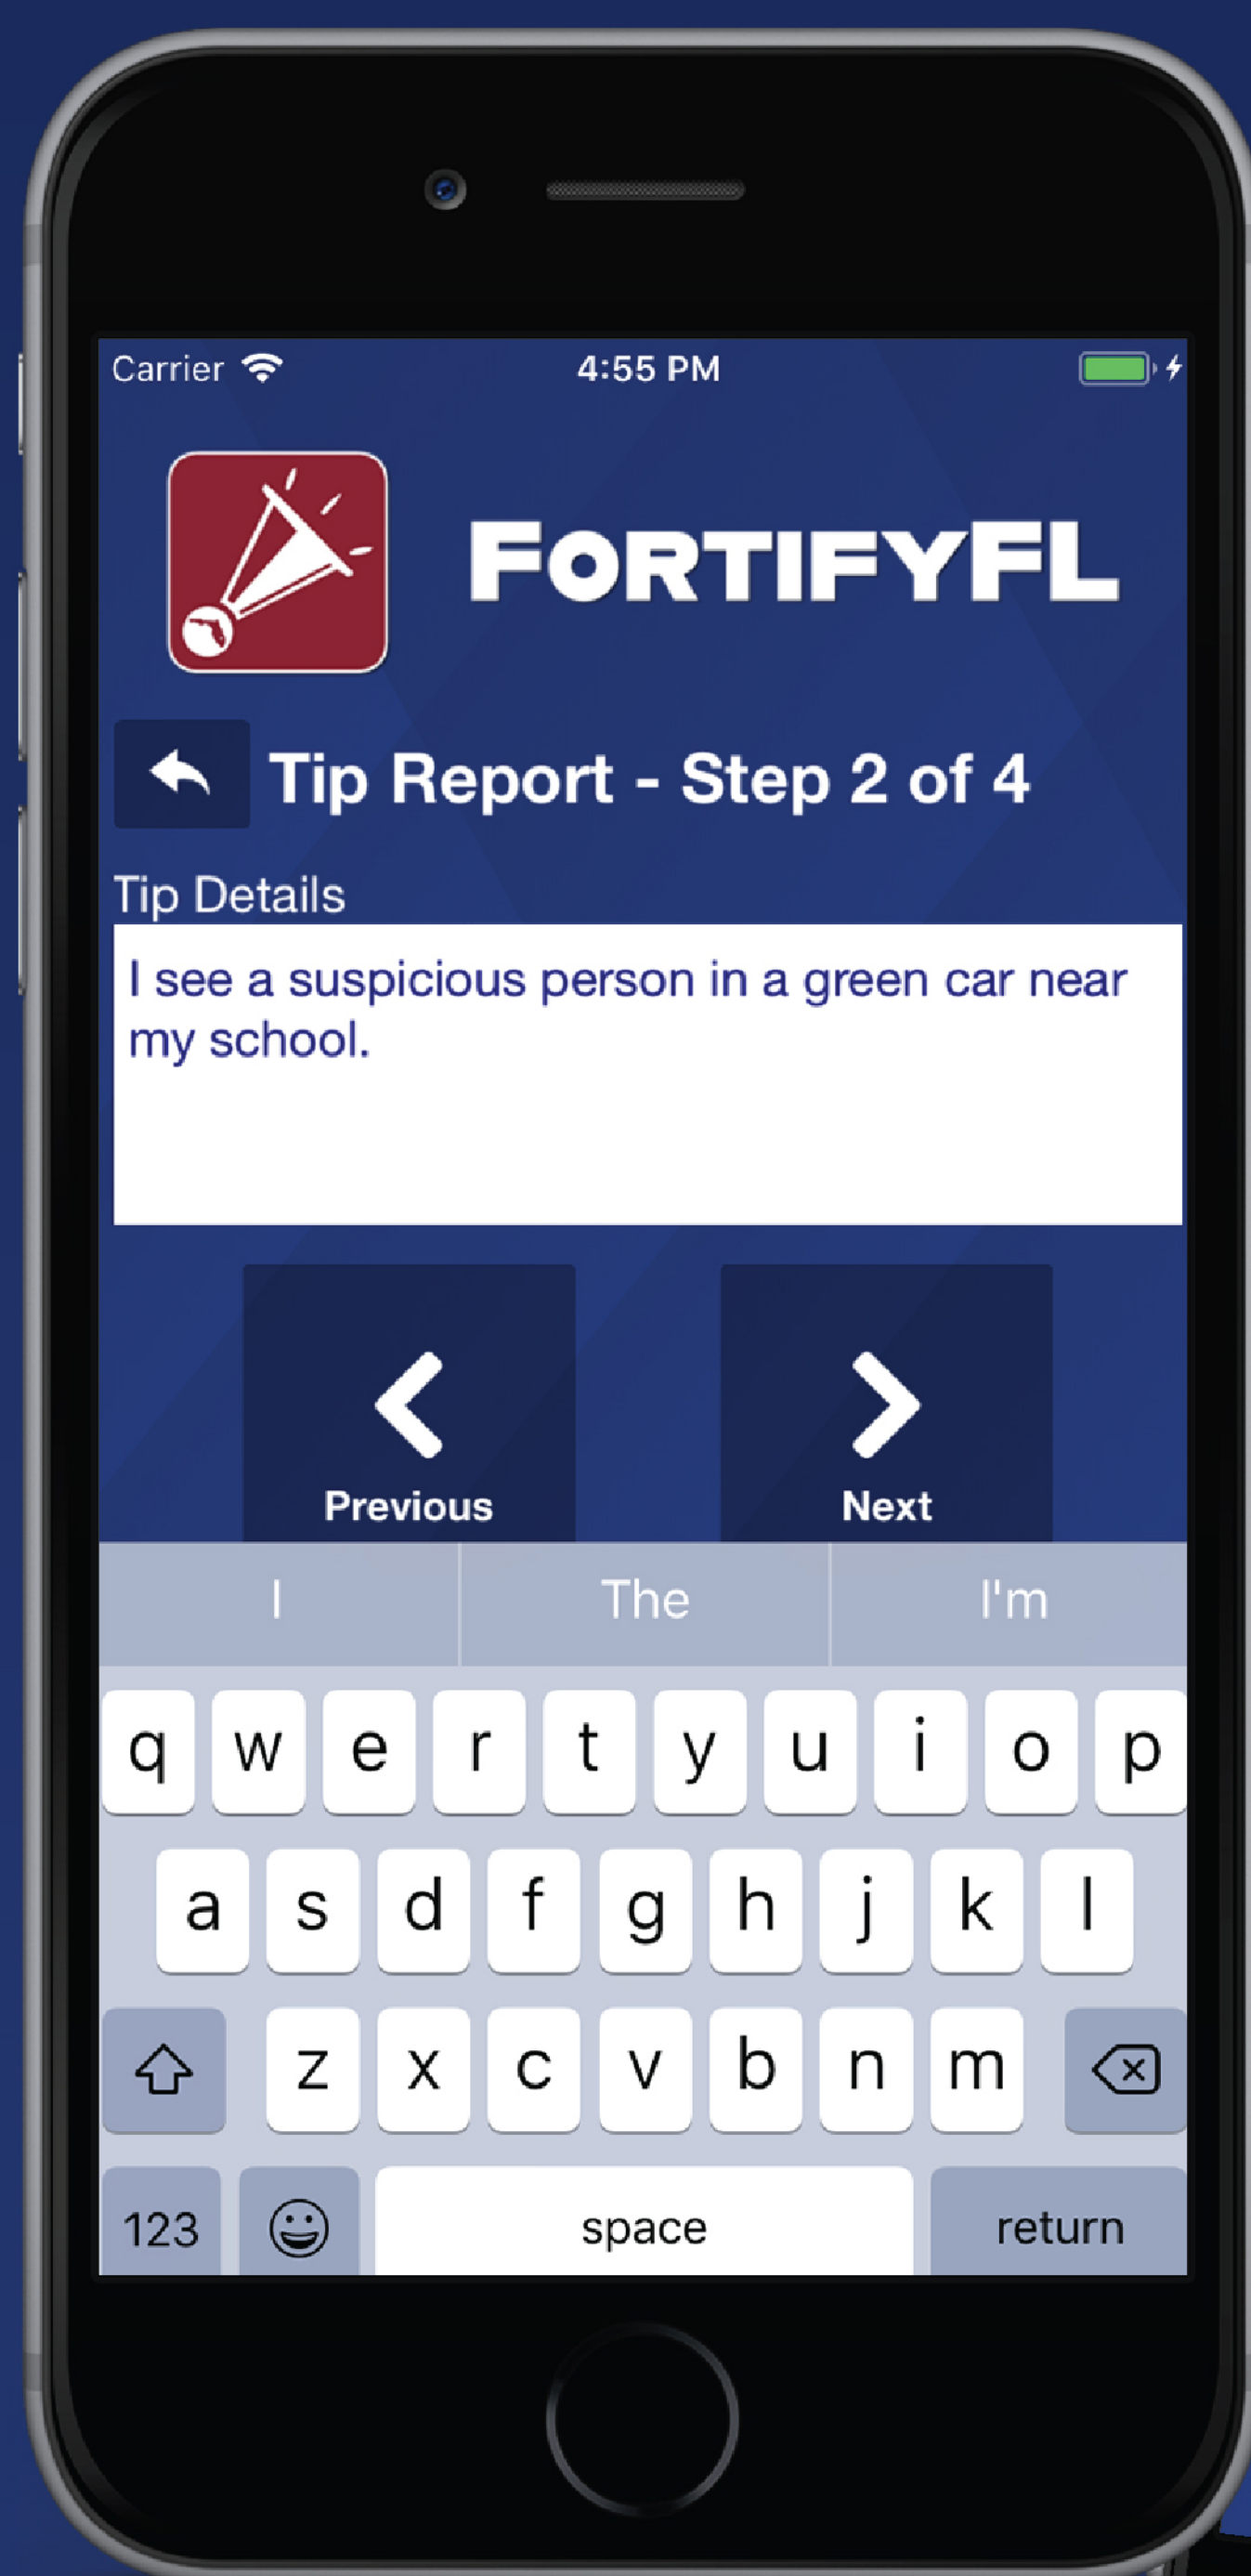 Carrier 4:55 PM
FORTIFYFL
Tip Report - Step 2 of 4
Tip Details
I see a suspicious person in a green car near
my school.
Previous Next
I The I'm
q w e r t y u i o p
a s d f g h j k l
z x c v b n m
123 space return